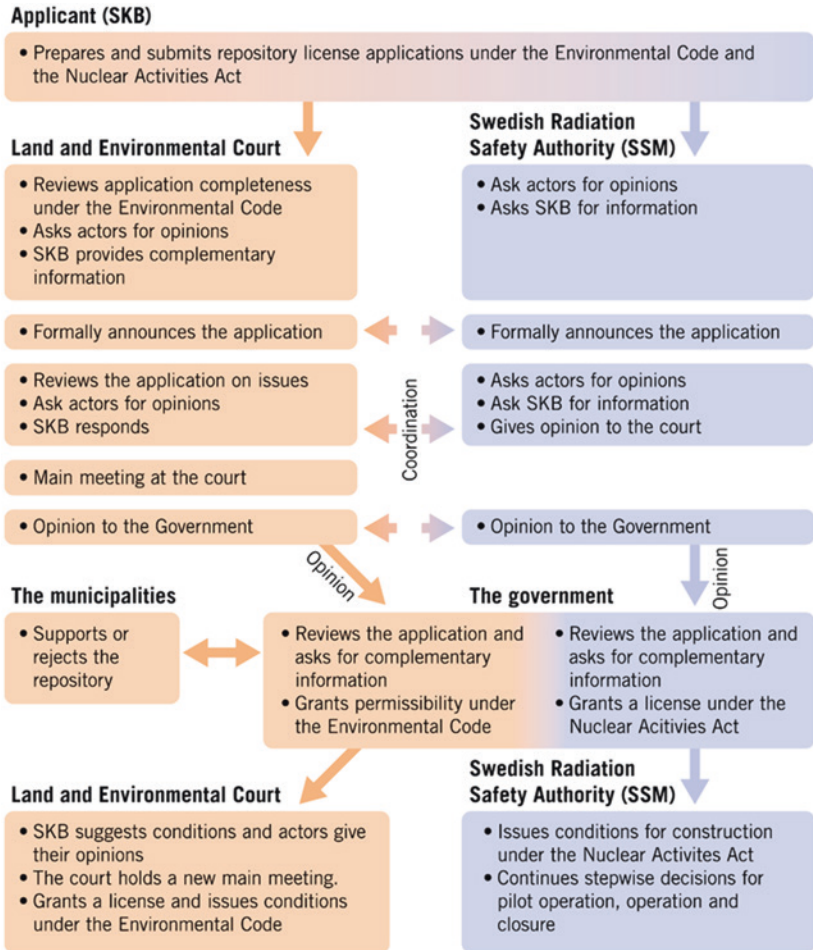 Applicant (SKB)
• Prepares and submits repository license applications under the Environmental Code and
the Nuclear Activities Act
Land and Environmental Court
• Reviews application completeness
under the Environmental Code
• Asks actors for opinions
• SKB provides complementary
information
Swedish Radiation
Safety Authority (SSM)
• Ask actors for opinions
• Asks SKB for information
• Formally announces the application
• Formally announces the application
• Reviews the application on issues
• Ask actors for opinions
• SKB responds
Coordination
• Asks actors for opinions
• Ask SKB for information
• Gives opinion to the court
• Main meeting at the court
• Opinion to the Government
• Opinion to the Government
Opinion
Opinion
The municipalities
• Supports or
rejects the
repository
The government
• Reviews the application and
asks for complementary
information
• Grants permissibility under
the Environmental Code
• Reviews the application and
asks for complementary
information
• Grants a license under the
Nuclear Acitivies Act
Land and Environmental Court
• SKB suggests conditions and actors give
their opinions
• The court holds a new main meeting.
• Grants a license and issues conditions
under the Environmental Code
Swedish Radiation
Safety Authority (SSM)
• Issues conditions for construction
under the Nuclear Activites Act
• Continues stepwise decisions for
pilot operation, operation and
closure